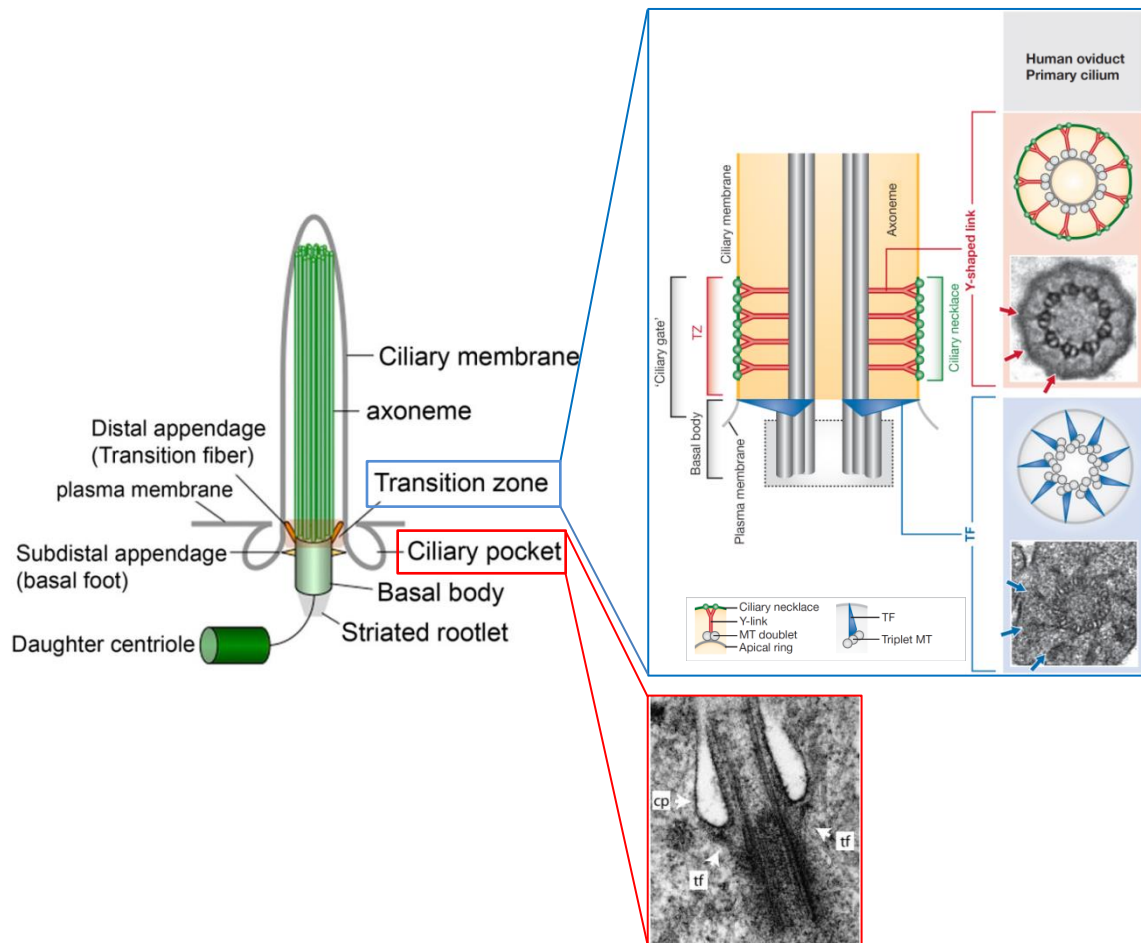 Ciliary membrane
axoneme
Distal appendage
(Transition fiber)
plasma membrane
Transition zone
Subdistal appendage
(basal foot)
Ciliary pocket
Basal body
Striated rootlet
Daughter centriole
Human oviduct
Primary cilium
Ciliary membrane
Axoneme
'Ciliary gate'
TZ
Basal body
Plasma membrane
Ciliary necklace
Y-shaped link
TF
Ciliary necklace
Y-link
MT doublet
Apical ring
TF
Triplet MT
cp
tf
tf